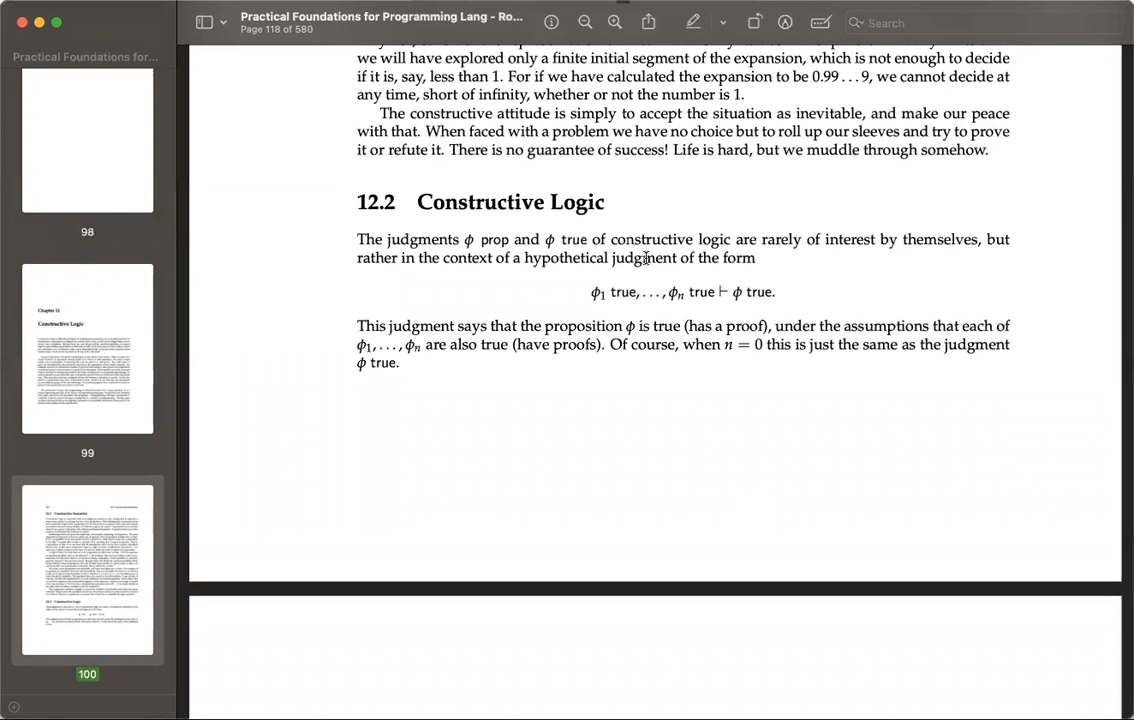 Practical Foundations for Programming Lang - Ro...
Page 118 of 580
Search
Practical Foundations for...
98
Chapter 12
Constructive Logic
99
100
we will have explored only a finite initial segment of the expansion, which is not enough to decide
if it is, say, less than 1. For if we have calculated the expansion to be 0.99...9, we cannot decide at
any time, short of infinity, whether or not the number is 1.
The constructive attitude is simply to accept the situation as inevitable, and make our peace
with that. When faced with a problem we have no choice but to roll up our sleeves and try to prove
it or refute it. There is no guarantee of success! Life is hard, but we muddle through somehow.
12.2 Constructive Logic
The judgments ϕ prop and ϕ true of constructive logic are rarely of interest by themselves, but
rather in the context of a hypothetical judgment of the form
ϕ₁ true, . . . , ϕₙ true ⊢ ϕ true.
This judgment says that the proposition ϕ is true (has a proof), under the assumptions that each of
ϕ₁, . . . , ϕₙ are also true (have proofs). Of course, when n = 0 this is just the same as the judgment
ϕ true.